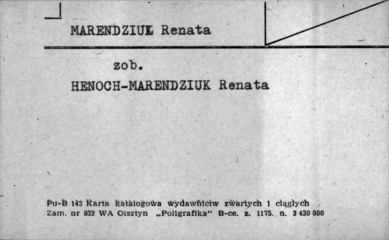 MARENDZIUK Renata
zob.
HENOCH-MARENDZIUK Renata
Pu-B 143 Karta katalogowa wydawnictw zwartych i ciągłych
Zam. nr 932 WA Olsztyn „Poligrafika" B-ce. z. 1175. n. 3 430 000